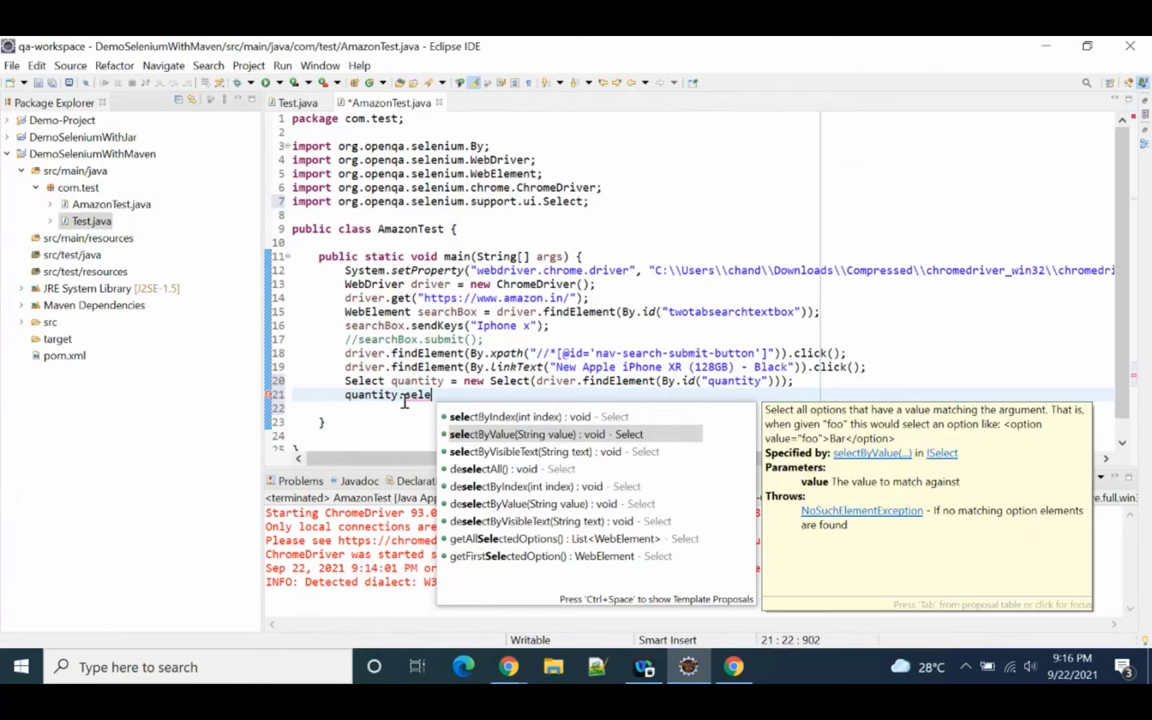 qa-workspace - DemoSeleniumWithMaven/src/main/java/com/test/AmazonTest.java - Eclipse IDE
File Edit Source Refactor Navigate Search Project Run Window Help
Package Explorer
Demo-Project
DemoSeleniumWithJar
DemoSeleniumWithMaven
src/main/java
com.test
AmazonTest.java
Test.java
src/main/resources
src/test/java
src/test/resources
JRE System Library [J2SE-1.5]
Maven Dependencies
src
target
pom.xml
Test.java *AmazonTest.java
1 package com.test;
2
3 import org.openqa.selenium.By;
4 import org.openqa.selenium.WebDriver;
5 import org.openqa.selenium.WebElement;
6 import org.openqa.selenium.chrome.ChromeDriver;
7 import org.openqa.selenium.support.ui.Select;
8
9 public class AmazonTest {
10
11 public static void main(String[] args) {
12 System.setProperty("webdriver.chrome.driver", "C:\\Users\\chand\\Downloads\\Compressed\\chromedriver_win32\\chromedri
13 WebDriver driver = new ChromeDriver();
14 driver.get("https://www.amazon.in/");
15 WebElement searchBox = driver.findElement(By.id("twotabsearchtextbox"));
16 searchBox.sendKeys("Iphone x");
17 //searchBox.submit();
18 driver.findElement(By.xpath("//*[@id='nav-search-submit-button']")).click();
19 driver.findElement(By.linkText("New Apple iPhone XR (128GB) - Black")).click();
20 Select quantity = new Select(driver.findElement(By.id("quantity")));
21 quantity.sele
22
23 }
24
25 }
selectByIndex(int index) : void - Select
selectByValue(String value) : void - Select
selectByVisibleText(String text) : void - Select
deselectAll() : void - Select
deselectByIndex(int index) : void - Select
deselectByValue(String value) : void - Select
deselectByVisibleText(String text) : void - Select
getAllSelectedOptions() : List<WebElement> - Select
getFirstSelectedOption() : WebElement - Select
Press 'Ctrl+Space' to show Template Proposals
Select all options that have a value matching the argument. That is,
when given "foo" this would select an option like: <option
value="foo">Bar</option>
Specified by: selectByValue(...) in ISelect
Parameters:
value The value to match against
Throws:
NoSuchElementException - If no matching option elements
are found
Press 'Tab' from proposal table or click for focus
Problems Javadoc Declarat
<terminated> AmazonTest [Java Ap
re.full.win3
Starting ChromeDriver 93.0
Only local connections are
Please see https://chromed
ChromeDriver was started s
Sep 22, 2021 9:14:01 PM or
INFO: Detected dialect: W3
Writable Smart Insert 21 : 22 : 902
Type here to search
28°C
9:16 PM
9/22/2021
3